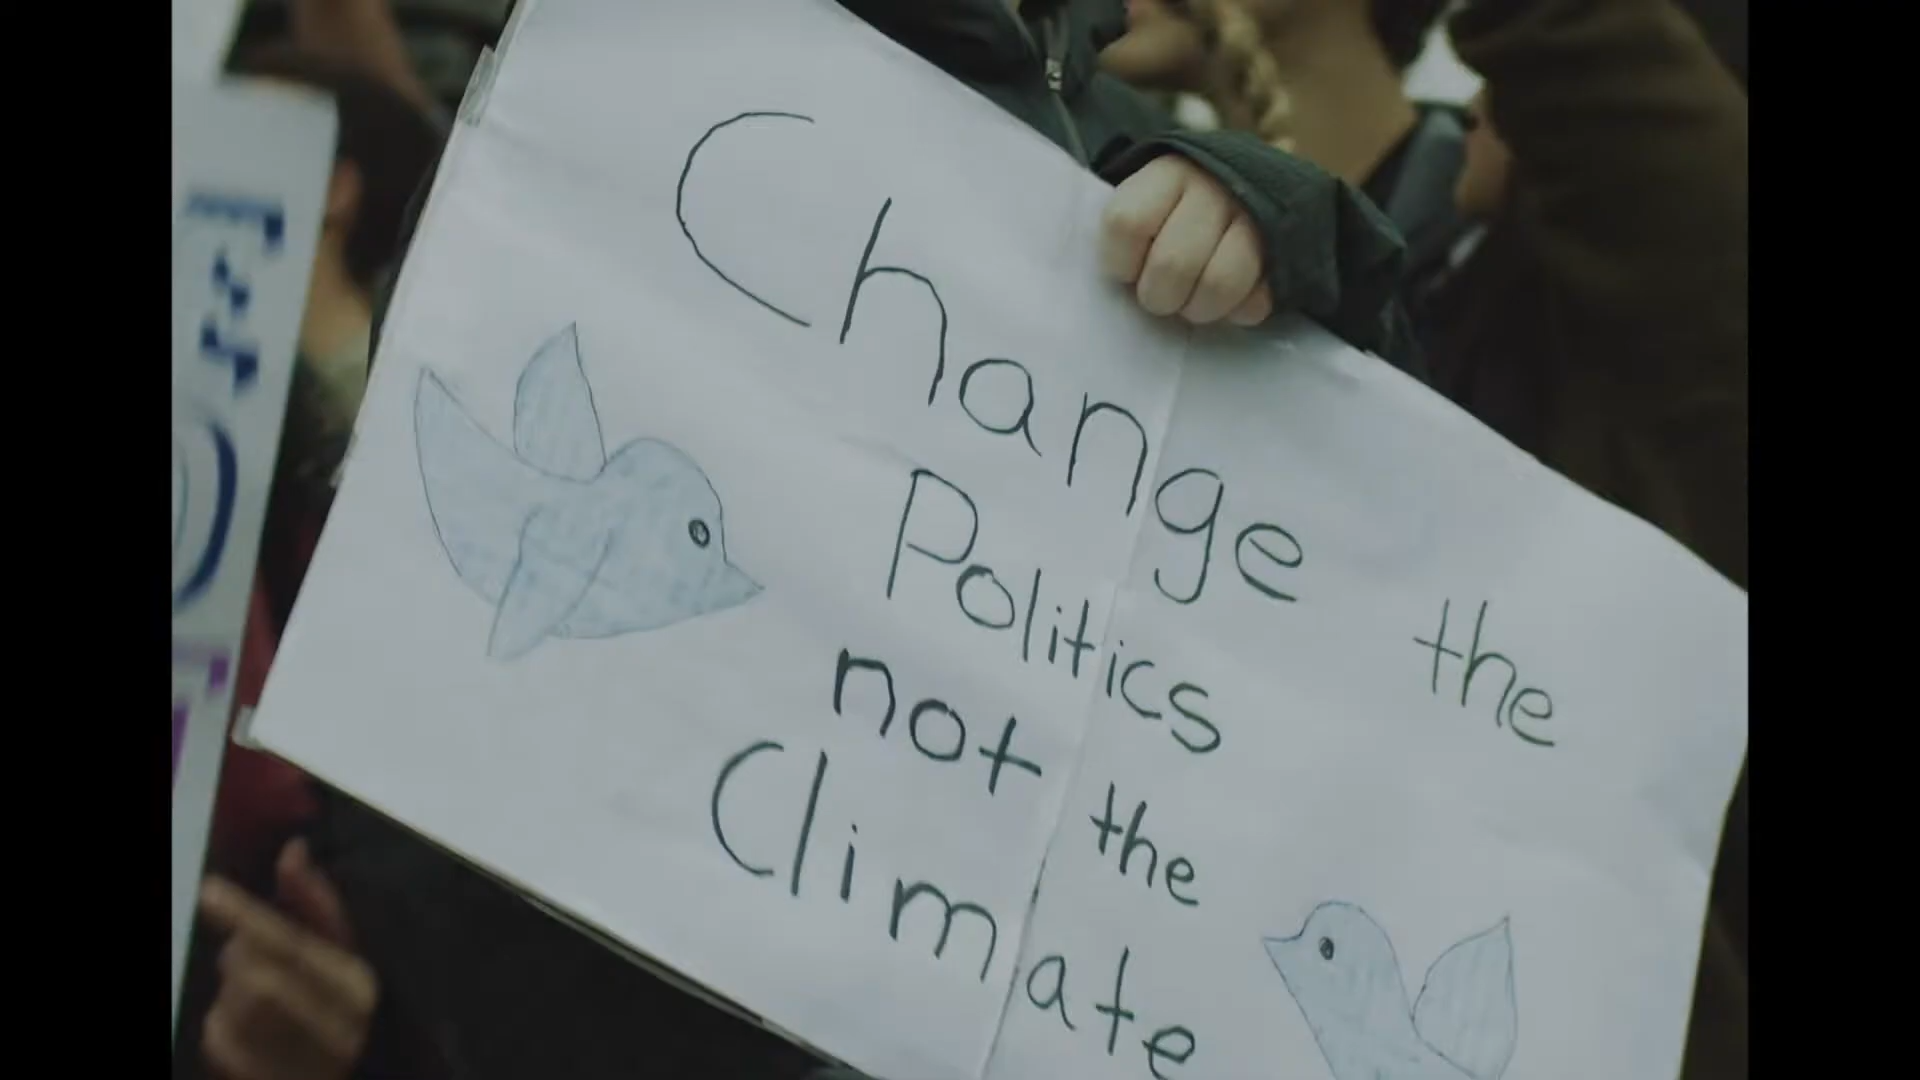 Change the
Politics
not the
Climate